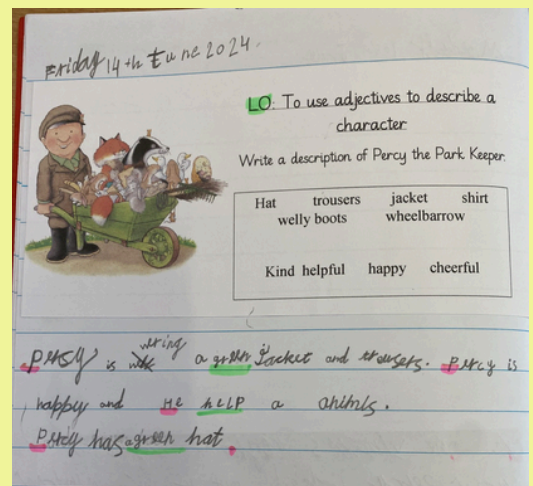 Friday 14th June 2024.
LO: To use adjectives to describe a
character.
Write a description of Percy the Park Keeper.
Hat trousers jacket shirt
welly boots wheelbarrow
Kind helpful happy cheerful
wering
Percy is a green Jacket and trousers. Percy is
happy and He help a animls.
Percy has a green hat.